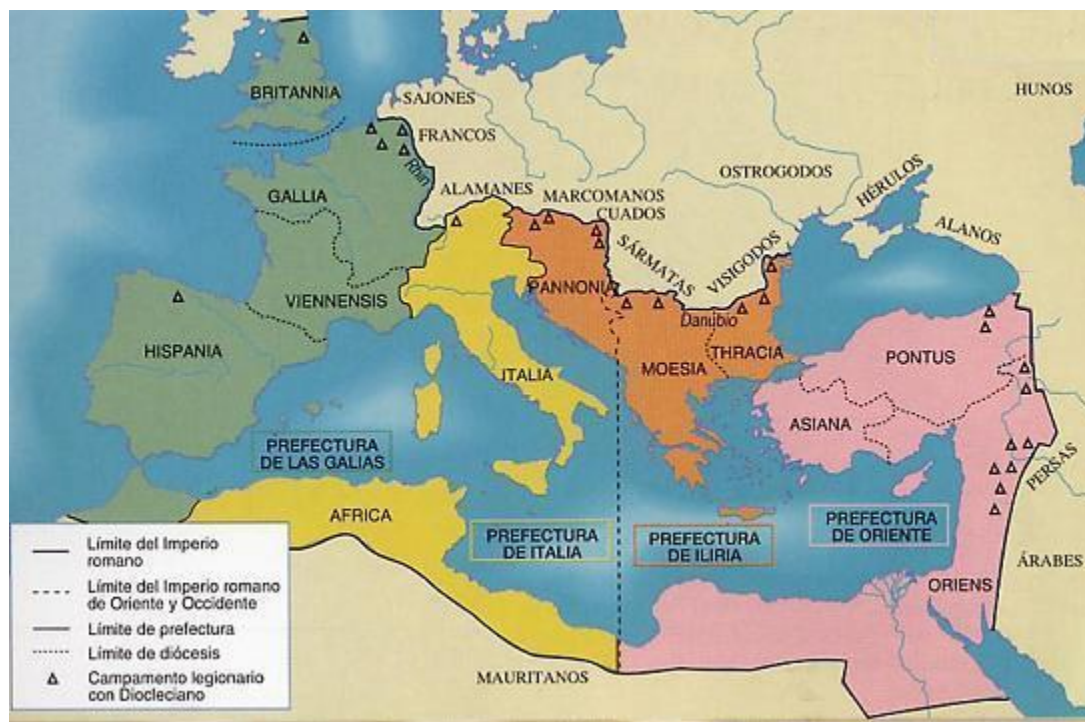 HUNOS
BRITANNIA
SAJONES
FRANCOS
Rhin
OSTROGODOS
HÉRULOS
ALANOS
GALLIA
ALAMANES
MARCOMANOS
CUADOS
SÁRMATAS
VISIGODOS
VIENNENSIS
PANNONIA
Danubio
HISPANIA
ITALIA
MOESIA
THRACIA
PONTUS
ASIANA
PERSAS
PREFECTURA
DE LAS GALIAS
AFRICA
PREFECTURA
DE ITALIA
PREFECTURA
DE ILIRIA
PREFECTURA
DE ORIENTE
ORIENS
ÁRABES
MAURITANOS
Límite del Imperio
romano
Límite del Imperio romano
de Oriente y Occidente
Límite de prefectura
Límite de diócesis
Campamento legionario
con Diocleciano